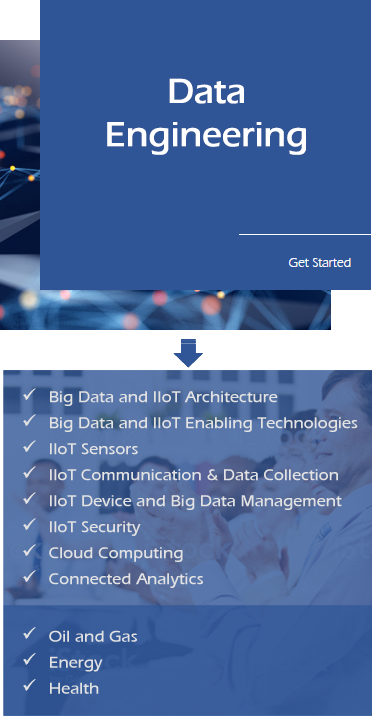 Data
Engineering
Get Started
Big Data and IIoT Architecture
Big Data and IIoT Enabling Technologies
IIoT Sensors
IIoT Communication & Data Collection
IIoT Device and Big Data Management
IIoT Security
Cloud Computing
Connected Analytics
Oil and Gas
Energy
Health